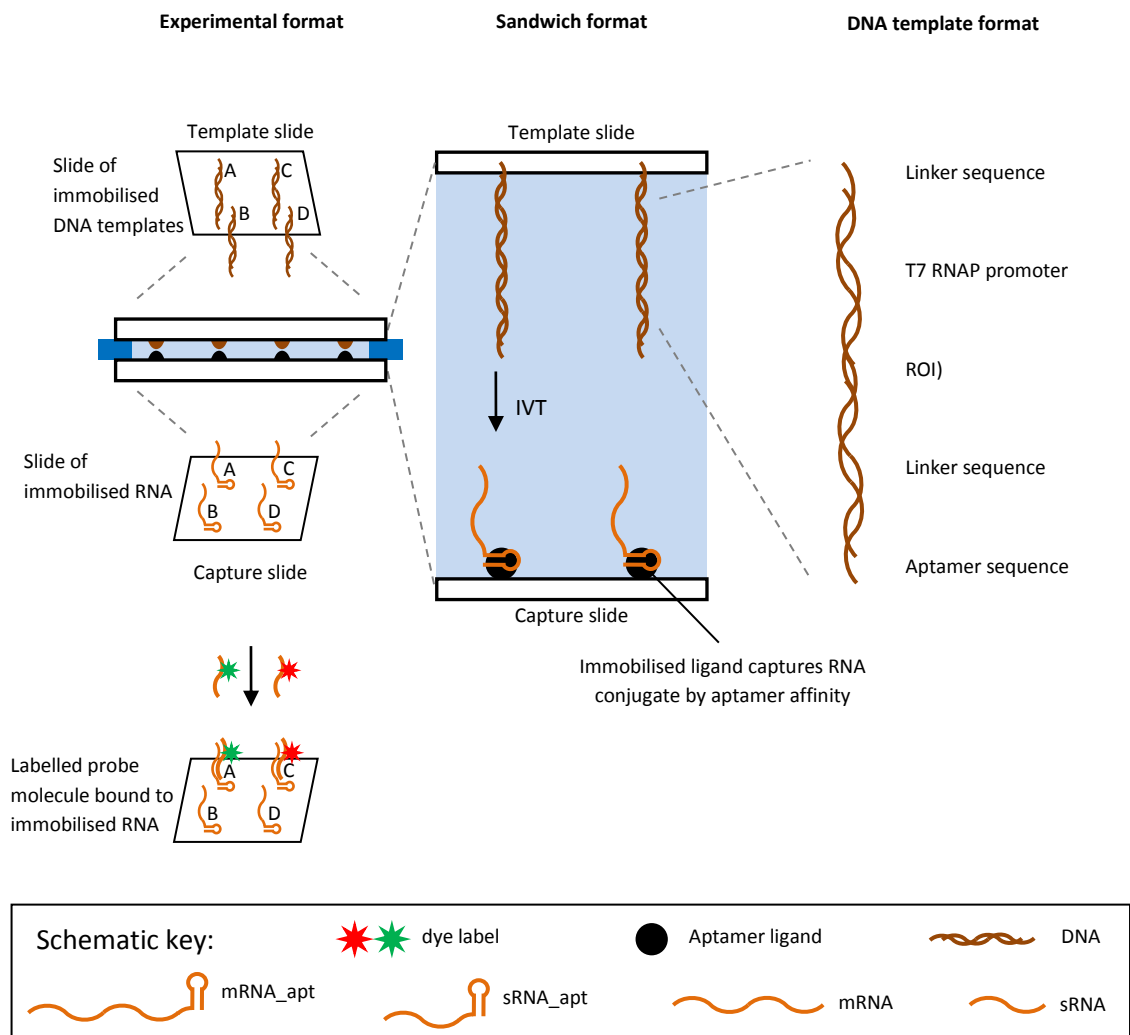 Experimental format
Sandwich format
DNA template format
Template slide
Slide of
immobilised
DNA templates
A
C
B
D
Slide of
immobilised RNA
A
C
B
D
Capture slide
Labelled probe
molecule bound to
immobilised RNA
A
C
B
D
Template slide
IVT
Capture slide
Immobilised ligand captures RNA
conjugate by aptamer affinity
Linker sequence
T7 RNAP promoter
ROI)
Linker sequence
Aptamer sequence
Schematic key:
dye label
Aptamer ligand
DNA
mRNA_apt
sRNA_apt
mRNA
sRNA